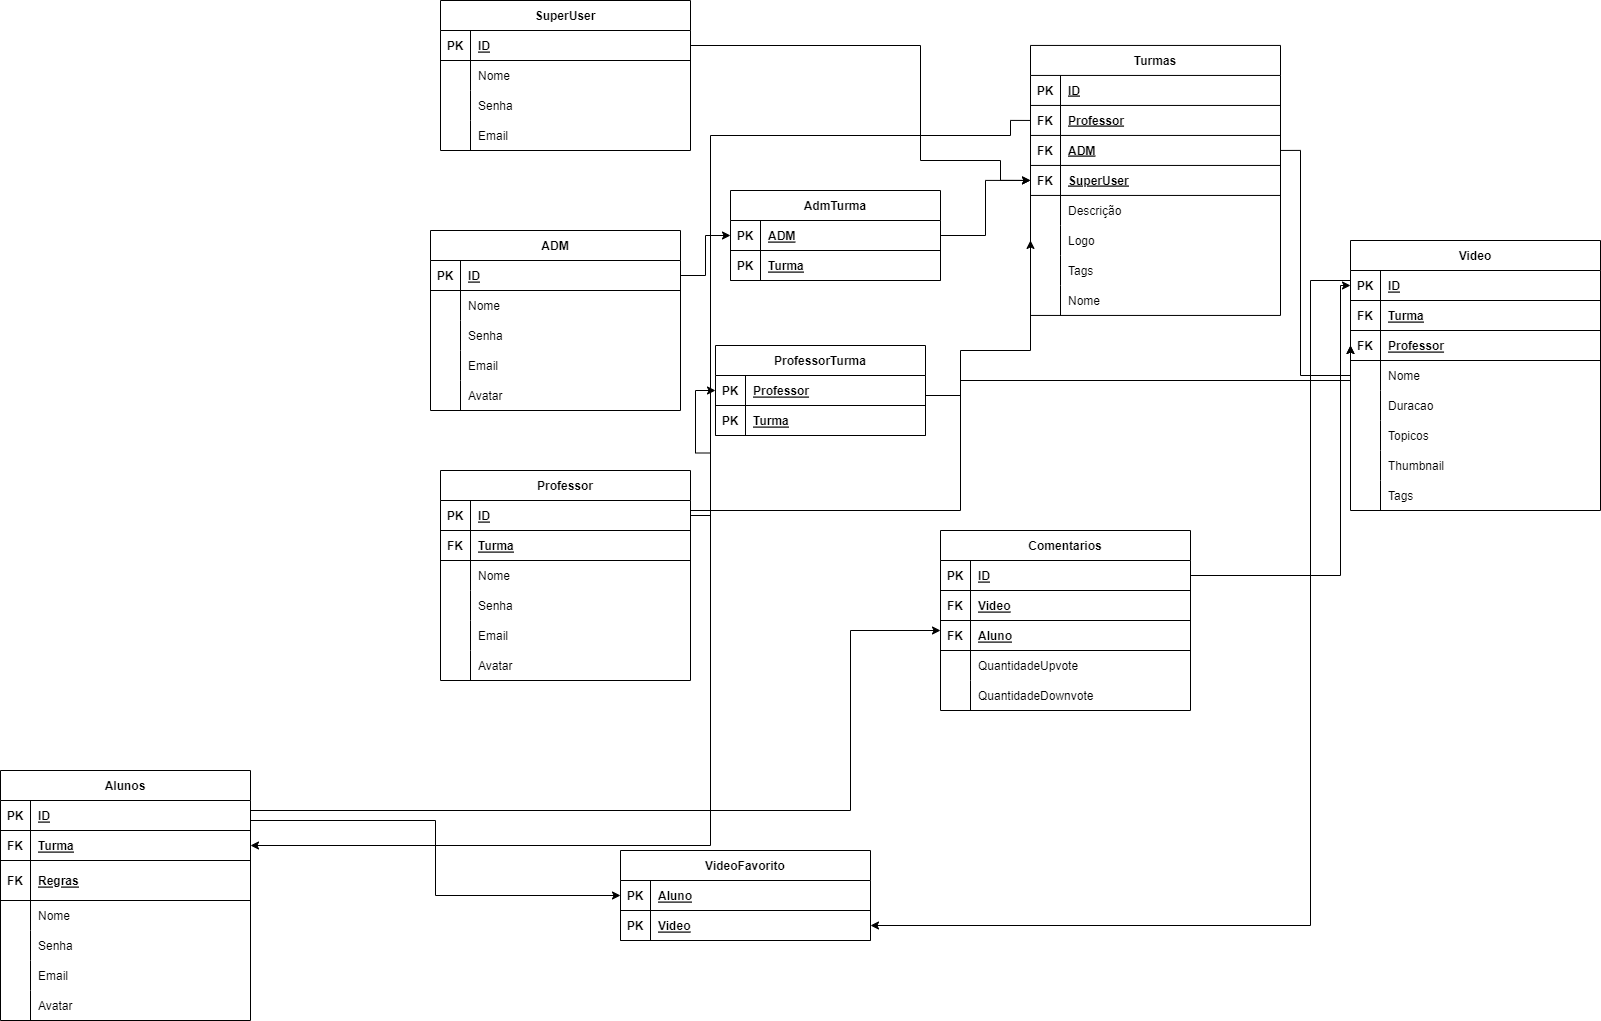 SuperUser
PK ID
Nome
Senha
Email
Turmas
PK ID
FK Professor
FK ADM
FK SuperUser
Descrição
Logo
Tags
Nome
AdmTurma
PK ADM
PK Turma
ADM
PK ID
Nome
Senha
Email
Avatar
Video
PK ID
FK Turma
FK Professor
Nome
Duracao
Topicos
Thumbnail
Tags
ProfessorTurma
PK Professor
PK Turma
Professor
PK ID
FK Turma
Nome
Senha
Email
Avatar
Comentarios
PK ID
FK Video
FK Aluno
QuantidadeUpvote
QuantidadeDownvote
Alunos
PK ID
FK Turma
FK Regras
Nome
Senha
Email
Avatar
VideoFavorito
PK Aluno
PK Video